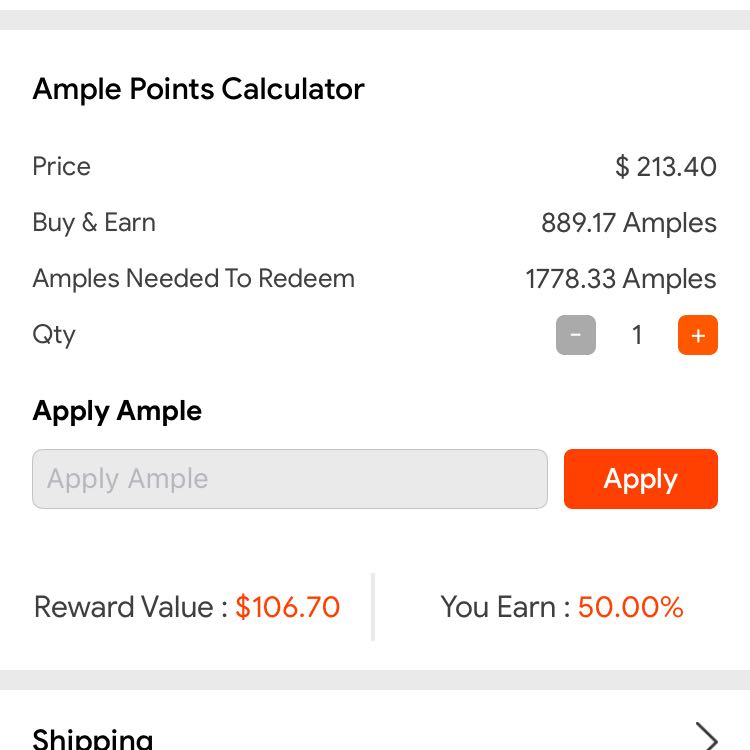 Ample Points Calculator
Price $ 213.40
Buy & Earn 889.17 Amples
Amples Needed To Redeem 1778.33 Amples
Qty - 1 +
Apply Ample
Apply Ample Apply
Reward Value : $106.70 You Earn : 50.00%
Shipping